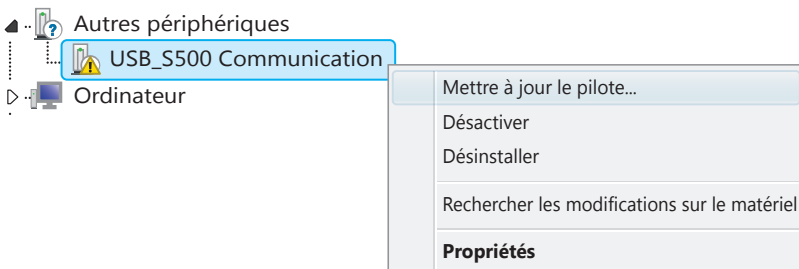 Autres périphériques
USB_S500 Communication
Ordinateur
Mettre à jour le pilote...
Désactiver
Désinstaller
Rechercher les modifications sur le matériel
Propriétés